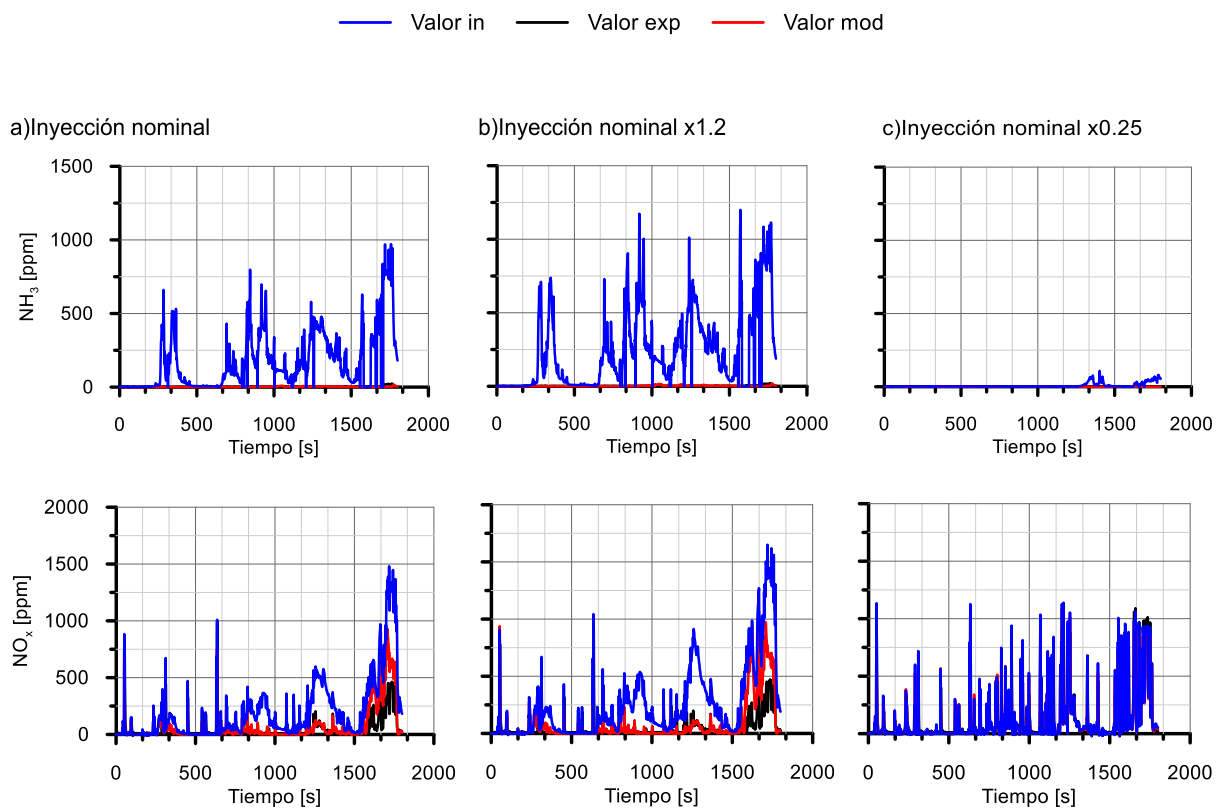 Valor in Valor exp Valor mod
a)Inyección nominal b)Inyección nominal x1.2 c)Inyección nominal x0.25
NH3 [ppm]
1500
1000
500
0
0 500 1000 1500 2000 0 500 1000 1500 2000 0 500 1000 1500 2000
Tiempo [s] Tiempo [s] Tiempo [s]
NOx [ppm]
2000
1500
1000
500
0
0 500 1000 1500 2000 0 500 1000 1500 2000 0 500 1000 1500 2000
Tiempo [s] Tiempo [s] Tiempo [s]